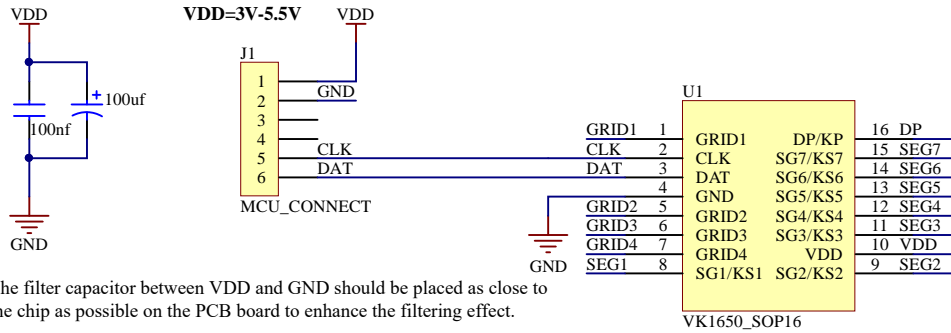 VDD
VDD=3V-5.5V
VDD
J1
1
2 GND
3
4
5 CLK
6 DAT
MCU_CONNECT
100nf
+ 100uf
GND
U1
GRID1 1 GRID1 DP/KP 16 DP
CLK 2 CLK SG7/KS7 15 SEG7
DAT 3 DAT SG6/KS6 14 SEG6
4 GND SG5/KS5 13 SEG5
GRID2 5 GRID2 SG4/KS4 12 SEG4
GRID3 6 GRID3 SG3/KS3 11 SEG3
GRID4 7 GRID4 VDD 10 VDD
SEG1 8 SG1/KS1 SG2/KS2 9 SEG2
GND
VK1650_SOP16
he filter capacitor between VDD and GND should be placed as close to
he chip as possible on the PCB board to enhance the filtering effect.